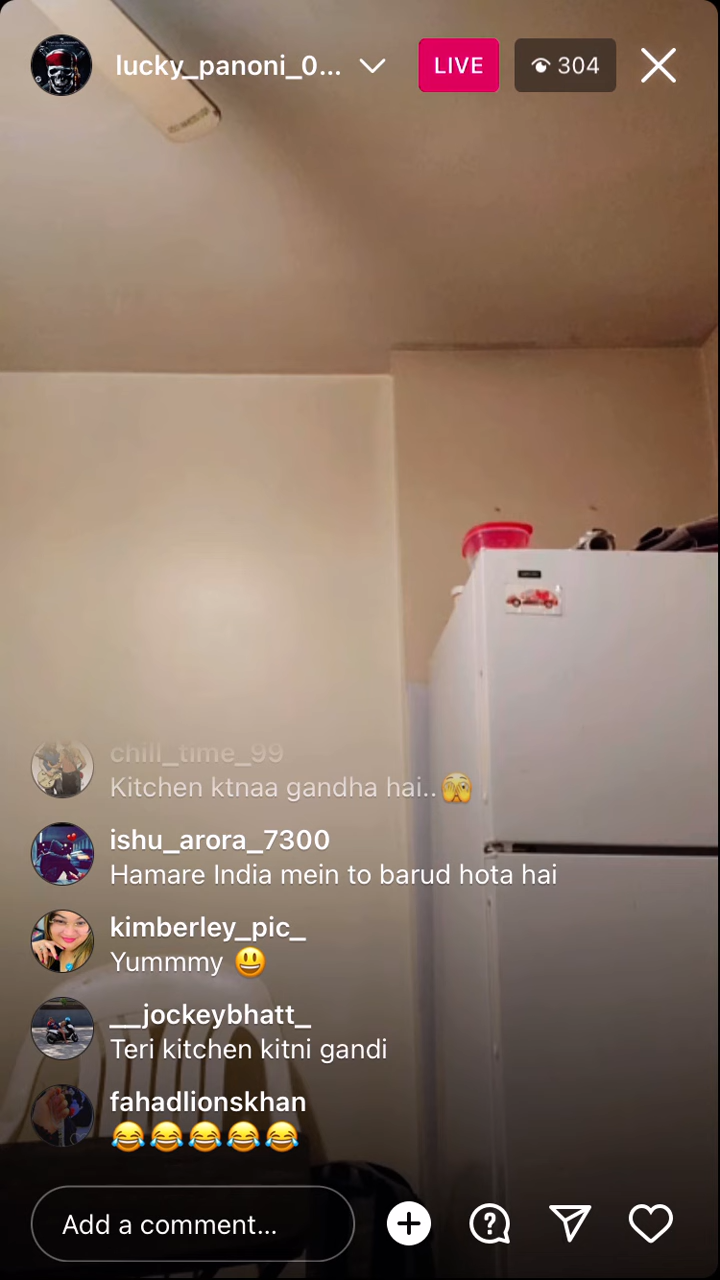 lucky_panoni_0...
LIVE
304
chill_time_99
Kitchen ktnaa gandha hai..🫣
ishu_arora_7300
Hamare India mein to barud hota hai
kimberley_pic_
Yummmy 😃
__jockeybhatt_
Teri kitchen kitni gandi
fahadlionskhan
😂😂😂😂😂
Add a comment...